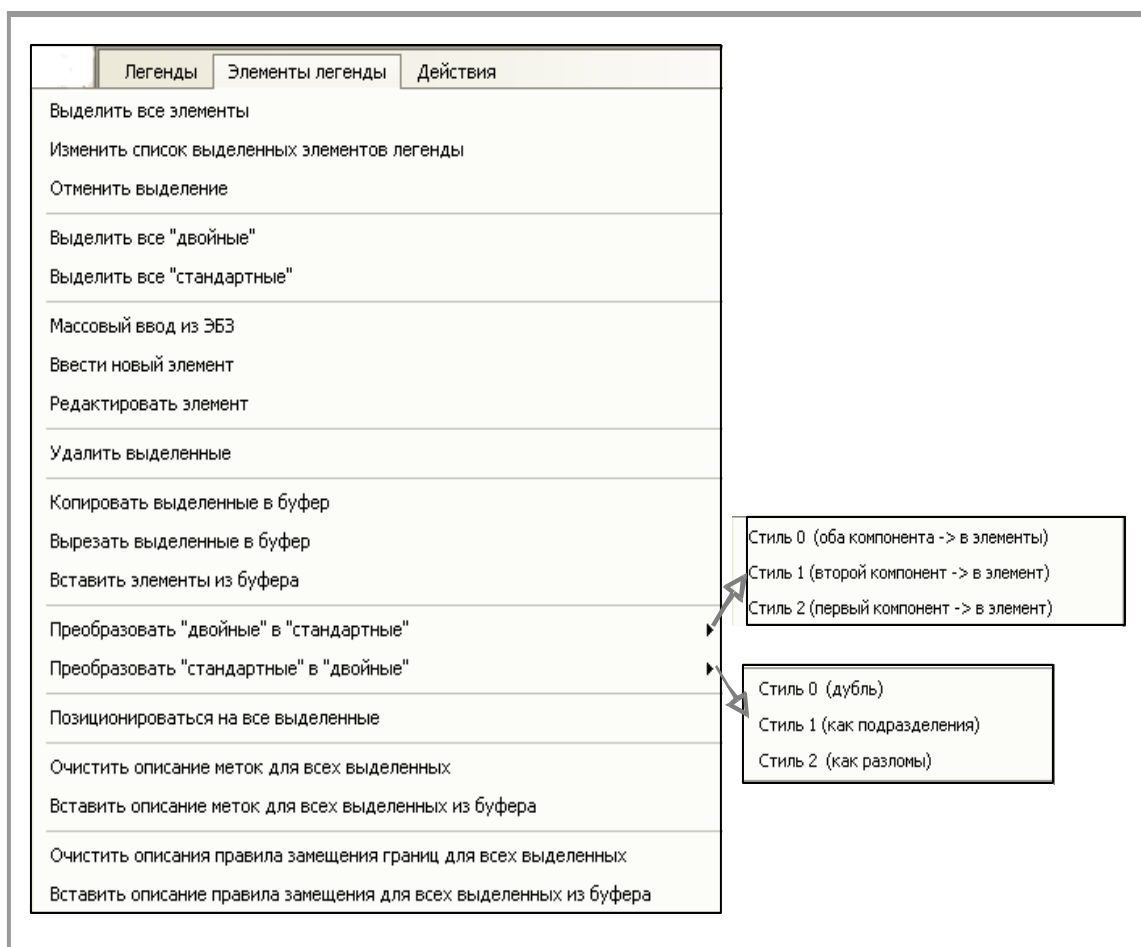 Легенды Элементы легенды Действия
Выделить все элементы
Изменить список выделенных элементов легенды
Отменить выделение
Выделить все "двойные"
Выделить все "стандартные"
Массовый ввод из ЭБЗ
Ввести новый элемент
Редактировать элемент
Удалить выделенные
Копировать выделенные в буфер
Вырезать выделенные в буфер
Вставить элементы из буфера
Преобразовать "двойные" в "стандартные"
Преобразовать "стандартные" в "двойные"
Позиционироваться на все выделенные
Очистить описание меток для всех выделенных
Вставить описание меток для всех выделенных из буфера
Очистить описания правила замещения границ для всех выделенных
Вставить описание правила замещения для всех выделенных из буфера
Стиль 0 (оба компонента -> в элементы)
Стиль 1 (второй компонент -> в элемент)
Стиль 2 (первый компонент -> в элемент)
Стиль 0 (дубль)
Стиль 1 (как подразделения)
Стиль 2 (как разломы)